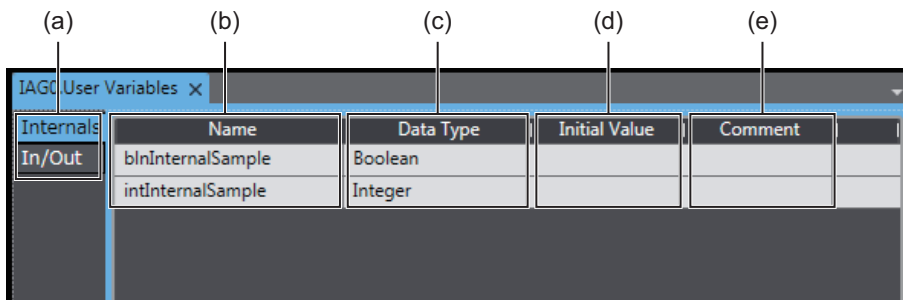 (a) (b) (c) (d) (e)
IAG0.User Variables
Internals Name Data Type Initial Value Comment
In/Out blnInternalSample Boolean
intInternalSample Integer